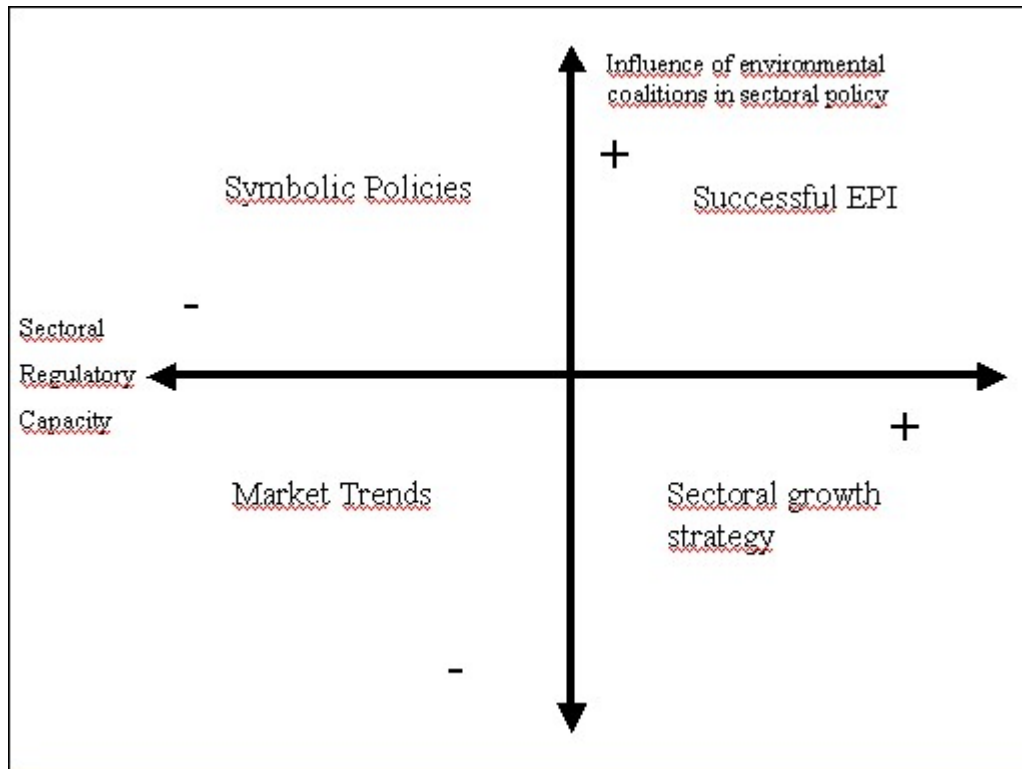 Influence of environmental
coalitions in sectoral policy
+
Symbolic Policies
Successful EPI
-
Sectoral
Regulatory
Capacity
+
Market Trends
Sectoral growth
strategy
-